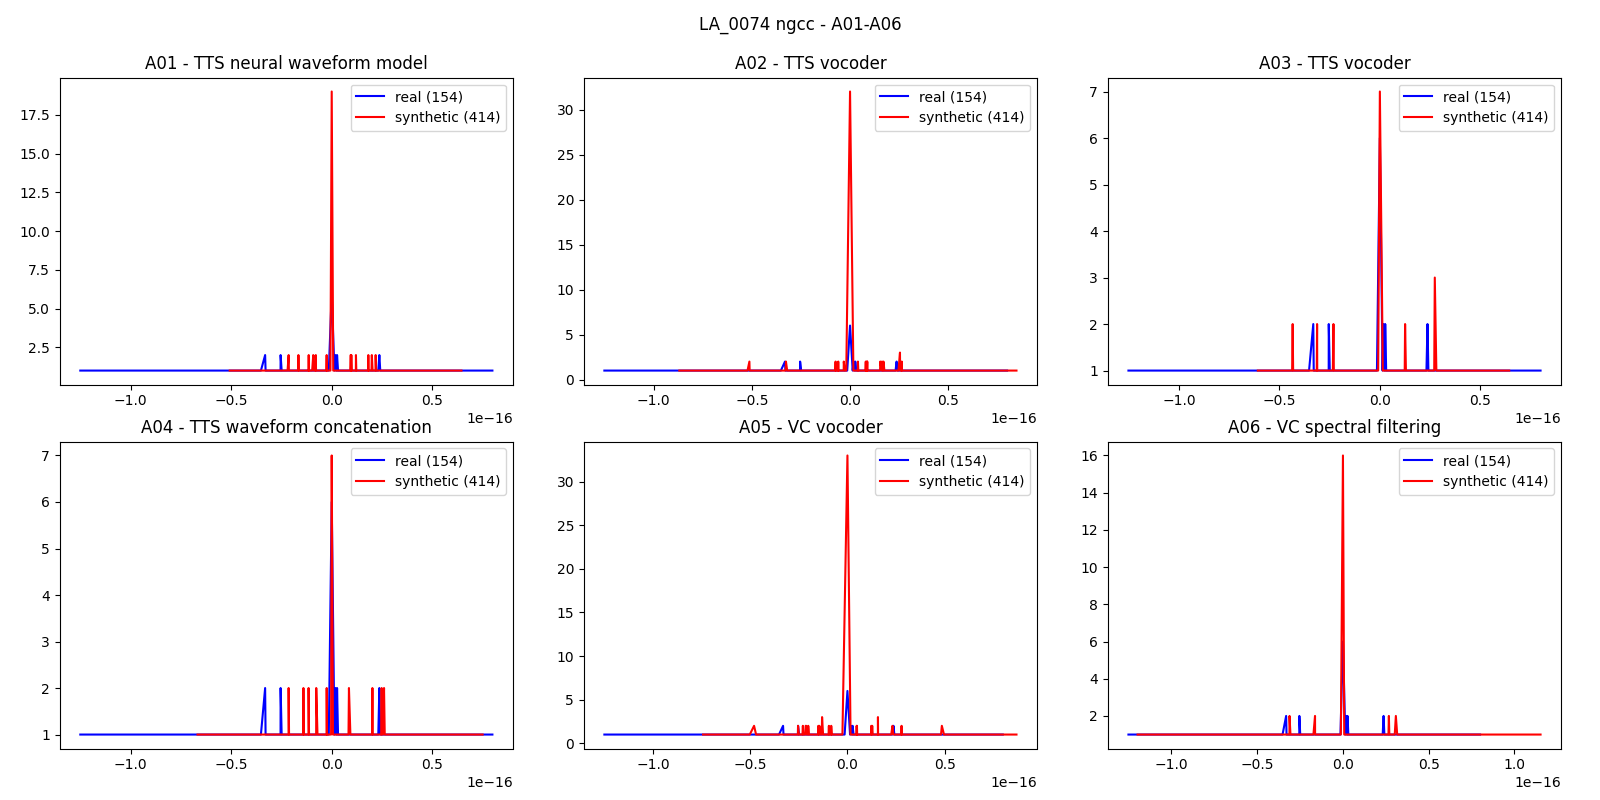 LA_0074 ngcc - A01-A06
A01 - TTS neural waveform model
17.5
15.0
12.5
10.0
7.5
5.0
2.5
−1.0 −0.5 0.0 0.5
1e−16
real (154)
synthetic (414)
A02 - TTS vocoder
30
25
20
15
10
5
0
−1.0 −0.5 0.0 0.5
1e−16
real (154)
synthetic (414)
A03 - TTS vocoder
7
6
5
4
3
2
1
−1.0 −0.5 0.0 0.5
1e−16
real (154)
synthetic (414)
A04 - TTS waveform concatenation
7
6
5
4
3
2
1
−1.0 −0.5 0.0 0.5
1e−16
real (154)
synthetic (414)
A05 - VC vocoder
30
25
20
15
10
5
0
−1.0 −0.5 0.0 0.5
1e−16
real (154)
synthetic (414)
A06 - VC spectral filtering
16
14
12
10
8
6
4
2
−1.0 −0.5 0.0 0.5 1.0
1e−16
real (154)
synthetic (414)